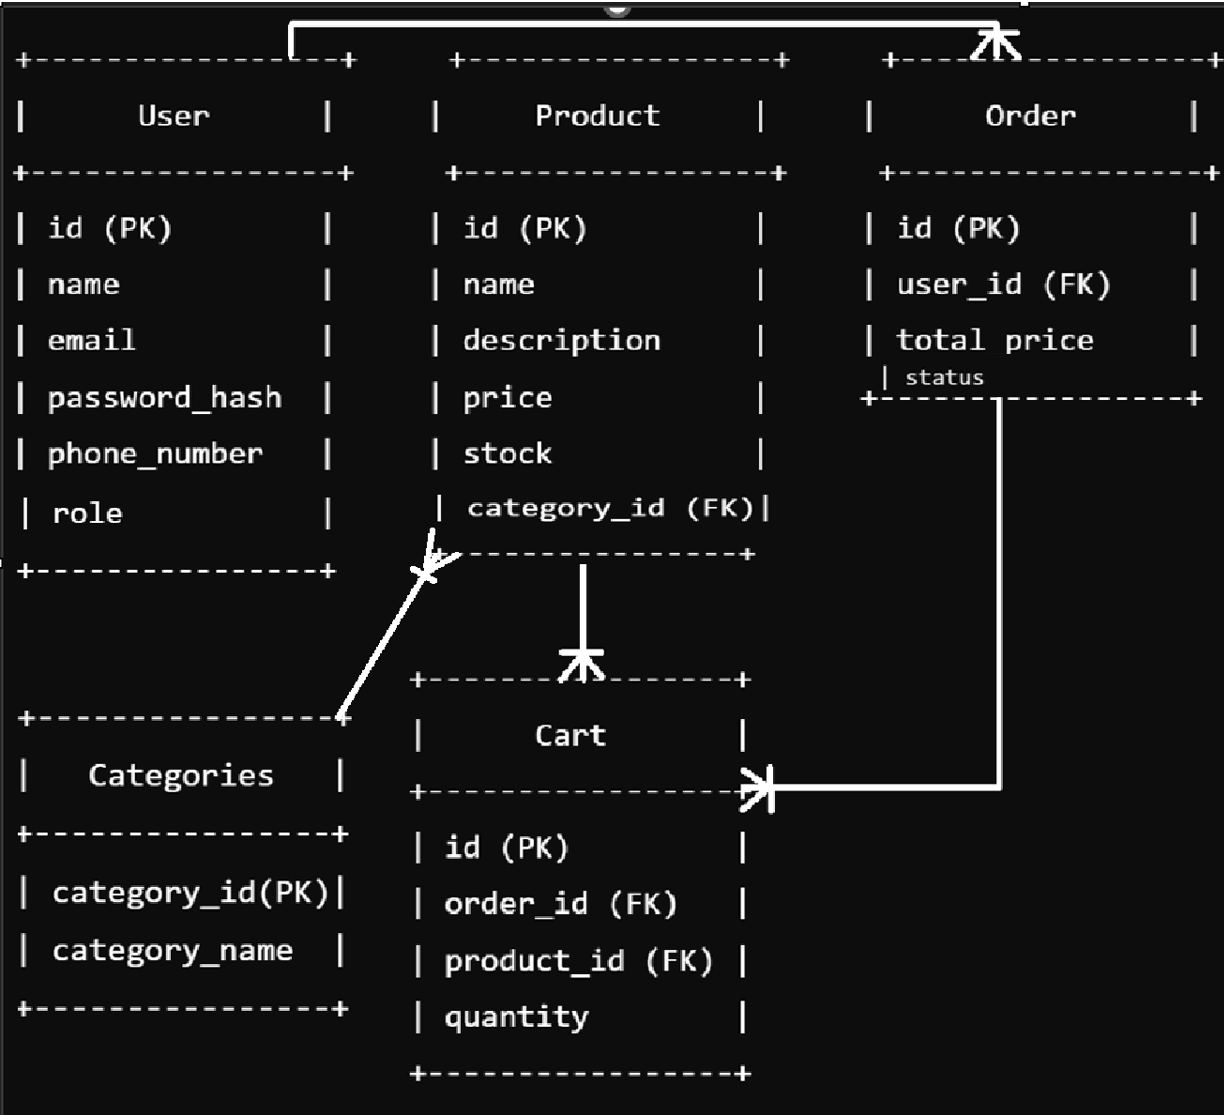 User
id (PK)
name
email
password_hash
phone_number
role
Product
id (PK)
name
description
price
stock
category_id (FK)
Order
id (PK)
user_id (FK)
total price
status
Categories
category_id(PK)
category_name
Cart
id (PK)
order_id (FK)
product_id (FK)
quantity